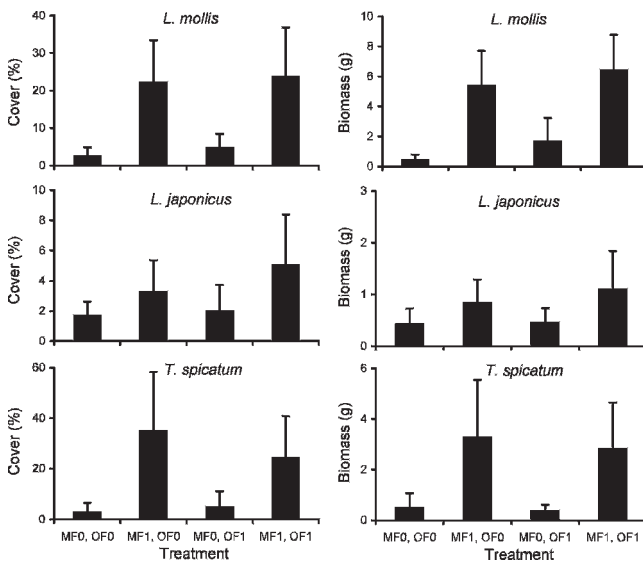 L. mollis
Cover (%)
40
30
20
10
0
L. mollis
Biomass (g)
10
8
6
4
2
0
L. japonicus
Cover (%)
10
8
6
4
2
0
L. japonicus
Biomass (g)
3
2
1
0
T. spicatum
Cover (%)
60
40
20
0
MF0, OF0 MF1, OF0 MF0, OF1 MF1, OF1
Treatment
T. spicatum
Biomass (g)
6
4
2
0
MF0, OF0 MF1, OF0 MF0, OF1 MF1, OF1
Treatment